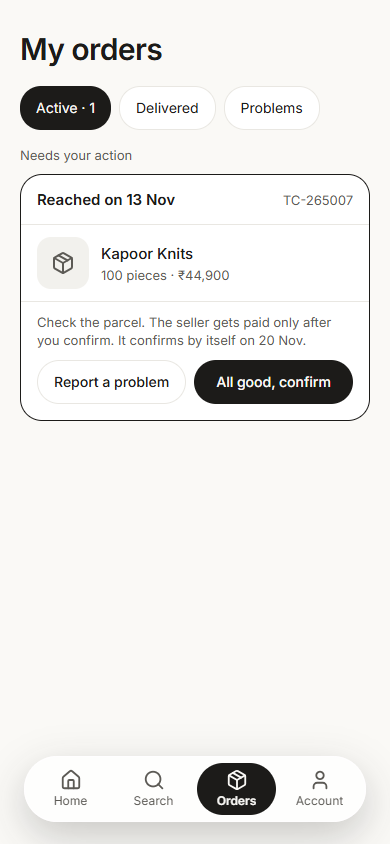 My orders
Active · 1
Delivered
Problems
Needs your action
Reached on 13 Nov
TC-265007
Kapoor Knits
100 pieces · ₹44,900
Check the parcel. The seller gets paid only after
you confirm. It confirms by itself on 20 Nov.
Report a problem
All good, confirm
Home
Search
Orders
Account